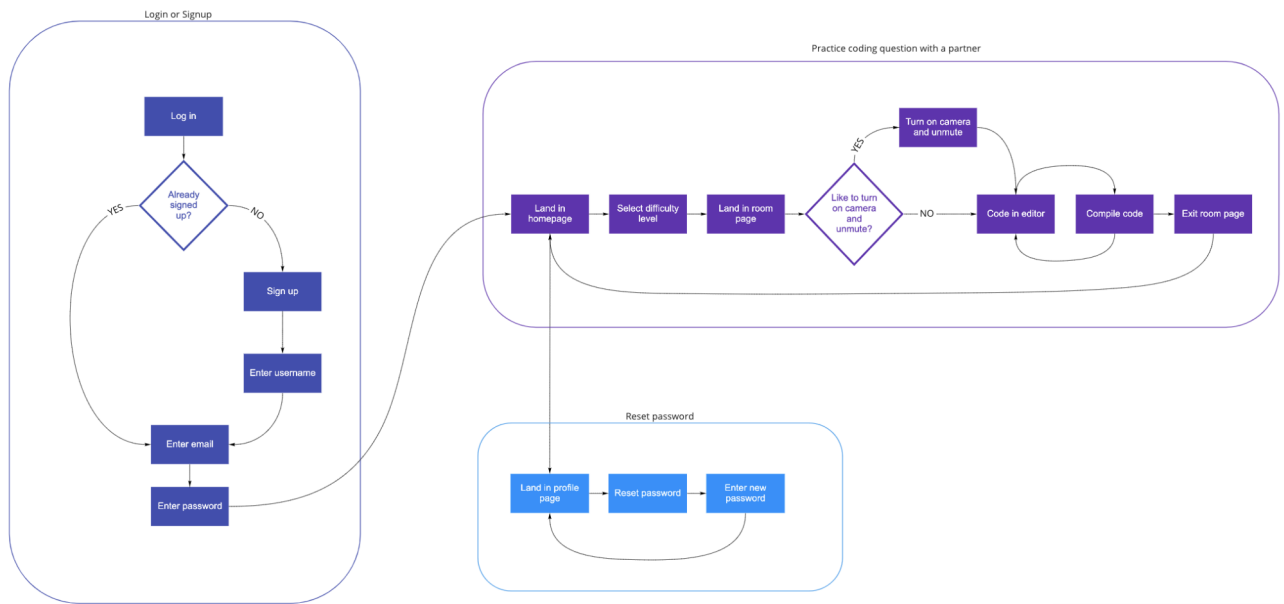 Login or Signup
Log in
Already
signed
up?
YES
NO
Sign up
Enter username
Enter email
Enter password
Practice coding question with a partner
Land in
homepage
Select difficulty
level
Land in room
page
Like to turn
on camera
and
unmute?
YES
Turn on camera
and unmute
NO
Code in editor
Compile code
Exit room page
Reset password
Land in profile
page
Reset password
Enter new
password